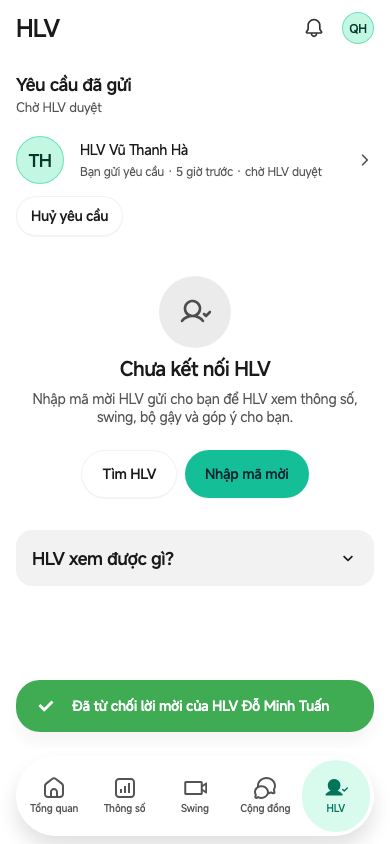 HLV
QH
Yêu cầu đã gửi
Chờ HLV duyệt
TH
HLV Vũ Thanh Hà
Bạn gửi yêu cầu · 5 giờ trước · chờ HLV duyệt
Huỷ yêu cầu
Chưa kết nối HLV
Nhập mã mời HLV gửi cho bạn để HLV xem thông số,
swing, bộ gậy và góp ý cho bạn.
Tìm HLV
Nhập mã mời
HLV xem được gì?
Đã từ chối lời mời của HLV Đỗ Minh Tuấn
Tổng quan
Thông số
Swing
Cộng đồng
HLV